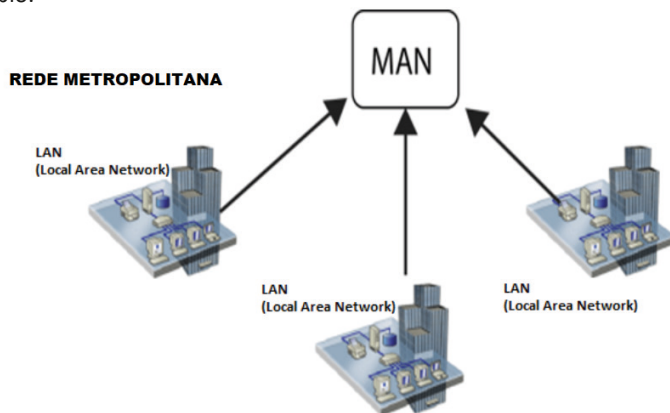 MAN
REDE METROPOLITANA
LAN
(Local Area Network)
LAN
(Local Area Network)
LAN
(Local Area Network)